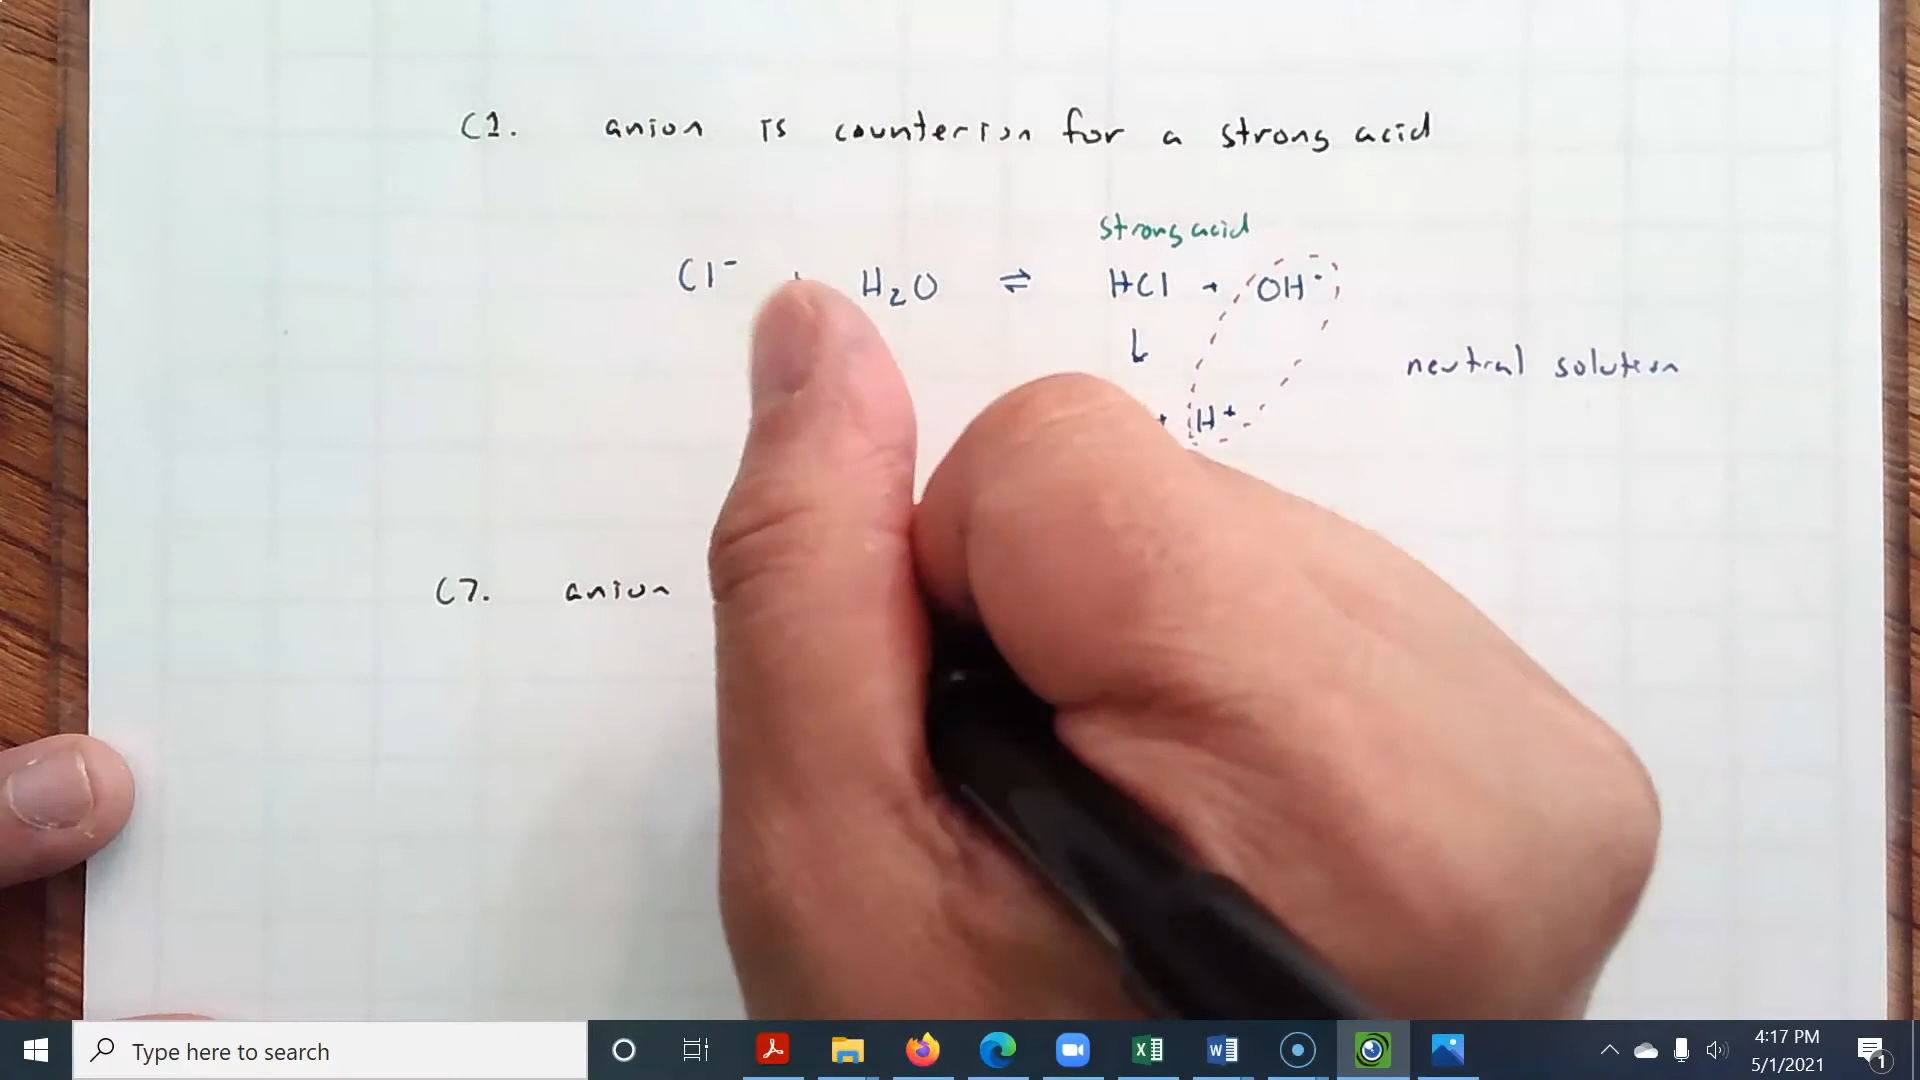 C1. anion is counterion for a strong acid
strong acid
Cl⁻ + H₂O ⇌ HCl + OH⁻
neutral solution
+ H⁺
C7. anion
Type here to search
4:17 PM
5/1/2021
1